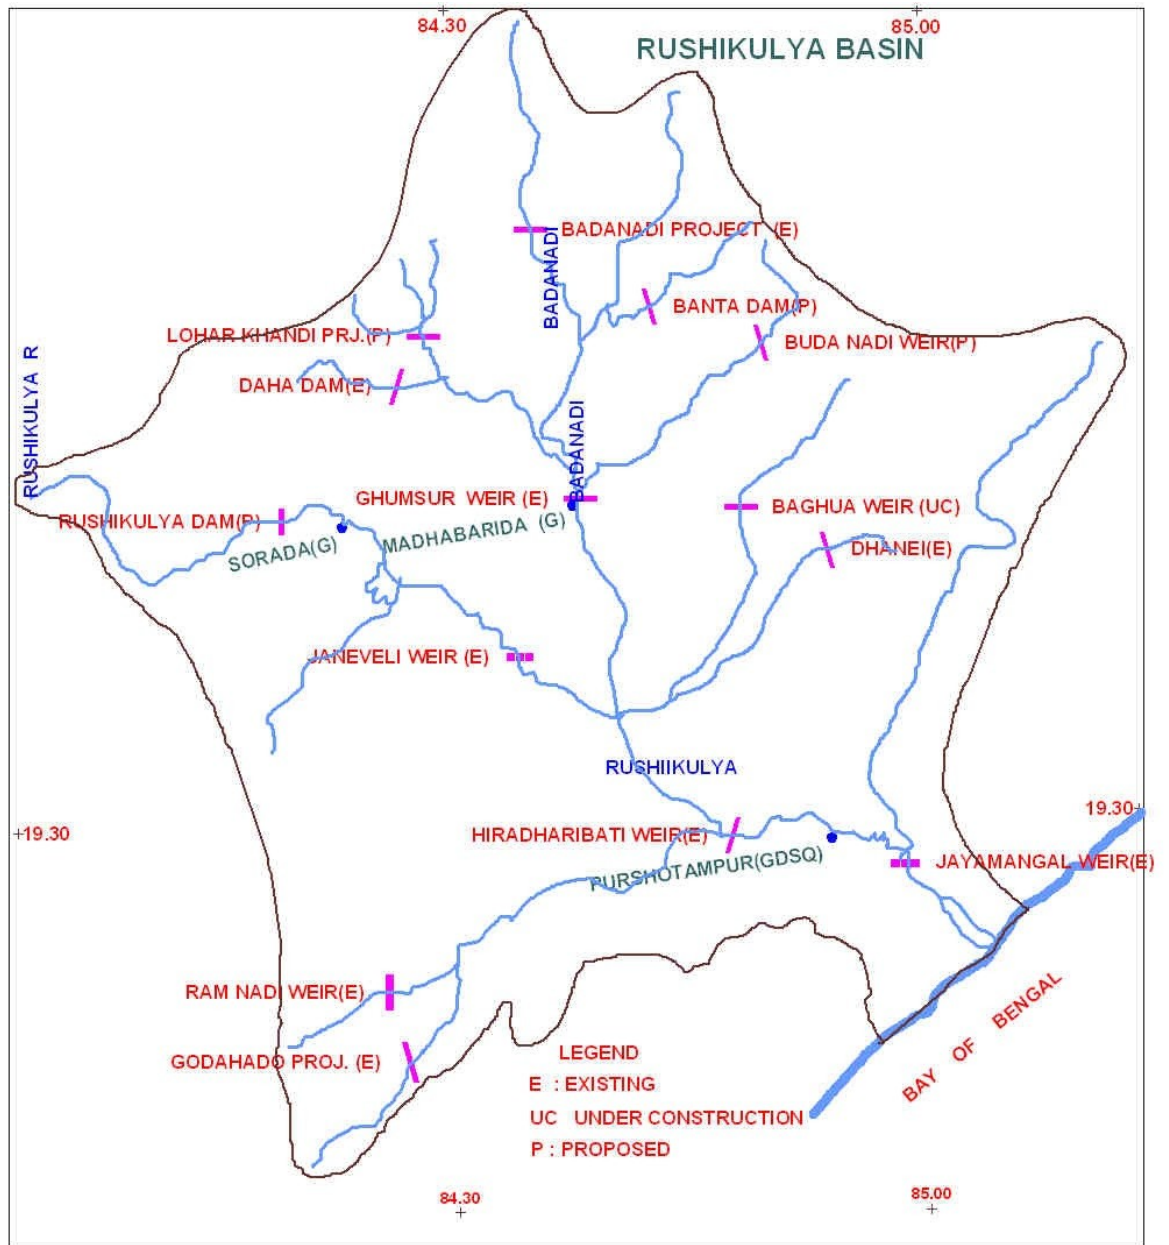 84.30
85.00
RUSHIKULYA BASIN
BADANADI PROJECT (E)
BADANADI
BANTA DAM(P)
LOHAR KHANDI PRJ.(P)
BUDA NADI WEIR(P)
DAHA DAM(E)
RUSHIKULYA R
BADANADI
GHUMSUR WEIR (E)
BAGHUA WEIR (UC)
RUSHIKULYA DAM(P)
MADHABARIDA (G)
SORADA(G)
DHANEI(E)
JANEVELI WEIR (E)
RUSHIIKULYA
19.30
19.30
HIRADHARIBATI WEIR(E)
PURSHOTAMPUR(GDSQ)
JAYAMANGAL WEIR(E)
RAM NADI WEIR(E)
GODAHADO PROJ. (E)
BAY OF BENGAL
LEGEND
E : EXISTING
UC UNDER CONSTRUCTION
P : PROPOSED
84.30
85.00